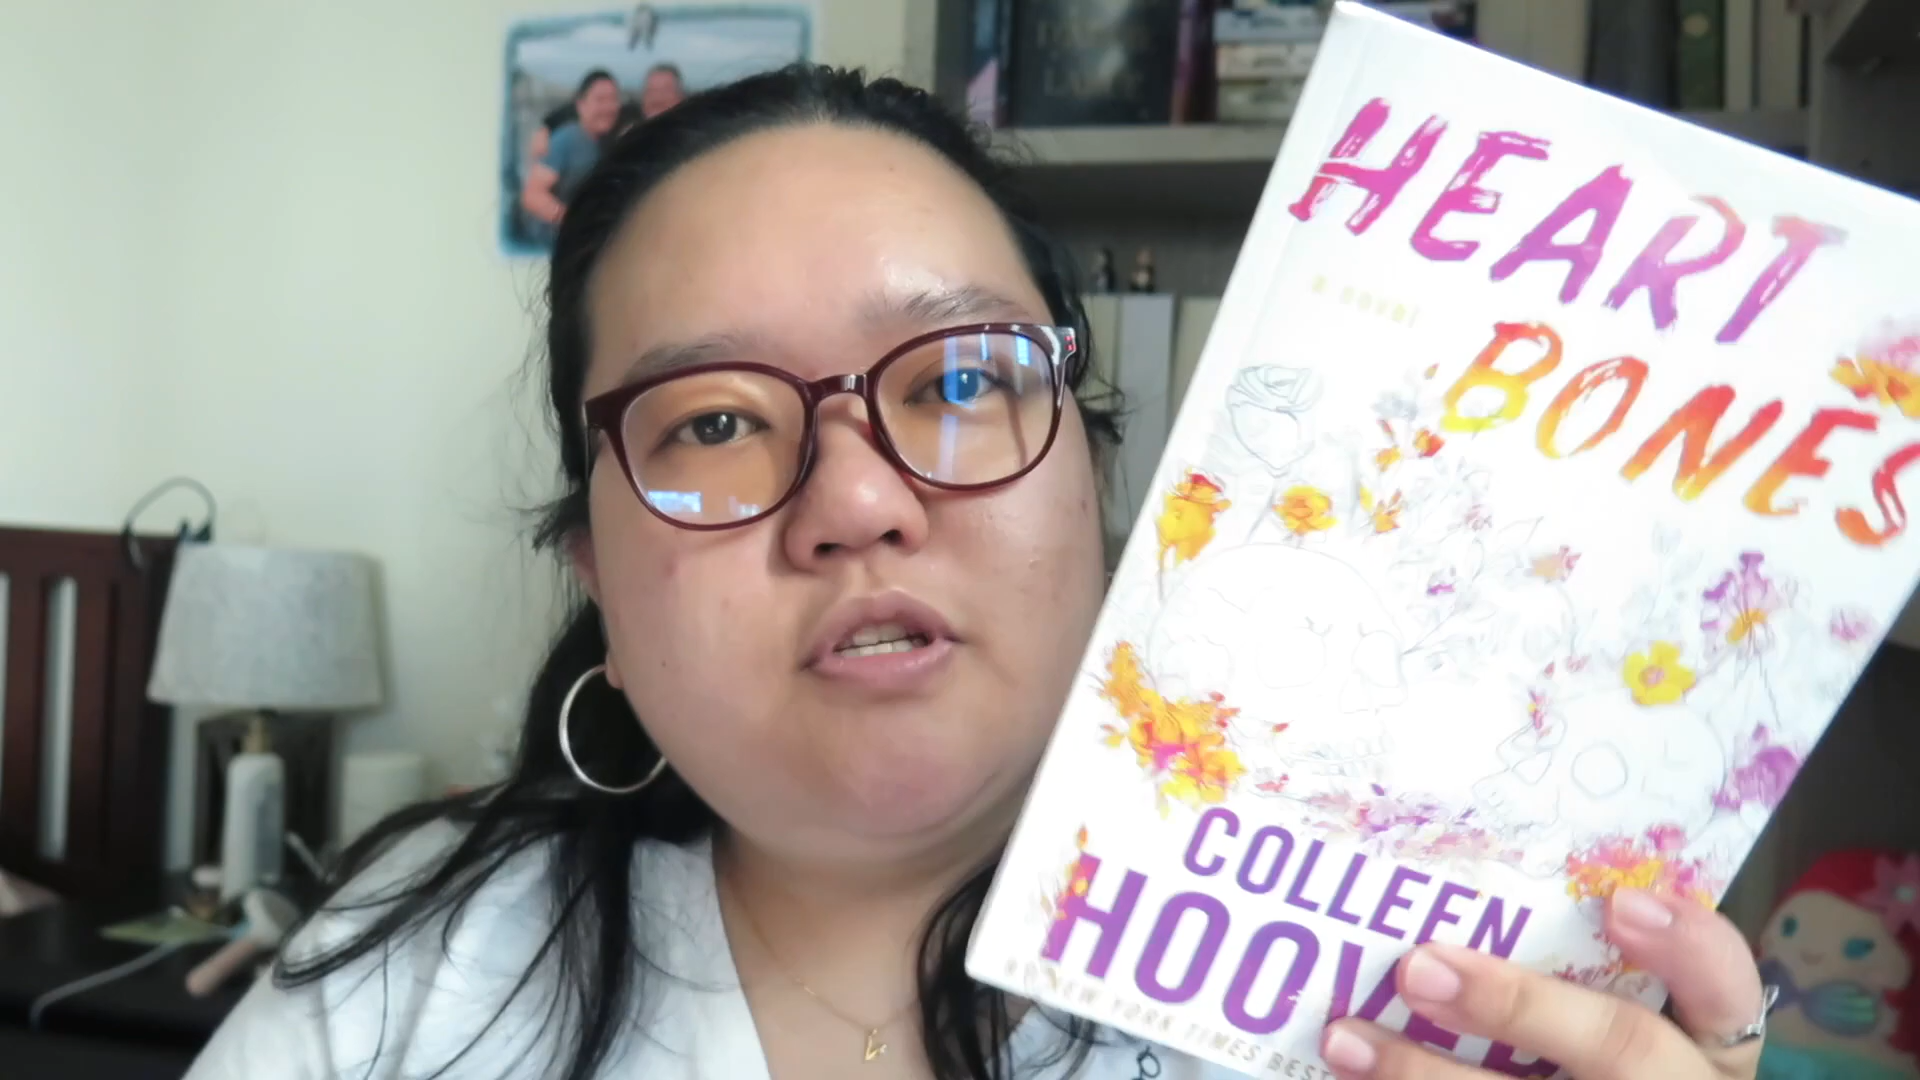 HEART
a novel
BONES
COLLEEN
HOOVER
NEW YORK TIMES BEST